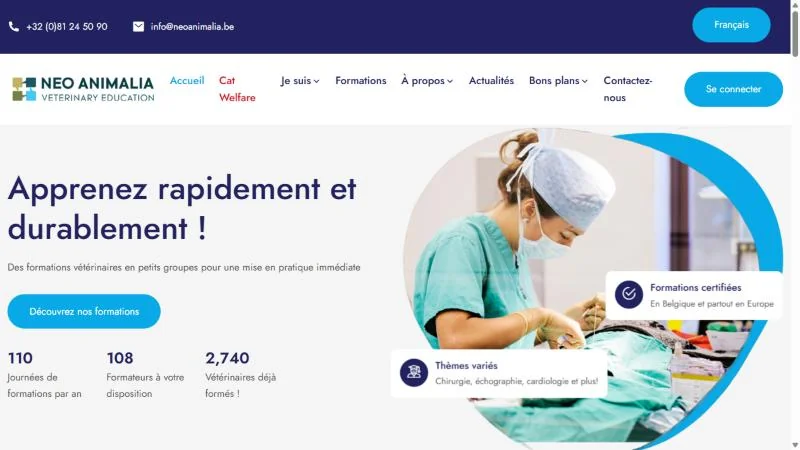 +32 (0)81 24 50 90
info@neoanimalia.be
Français
NEO ANIMALIA
VETERINARY EDUCATION
Accueil
Cat
Welfare
Je suis
Formations
À propos
Actualités
Bons plans
Contactez-
nous
Se connecter
Apprenez rapidement et
durablement !
Des formations vétérinaires en petits groupes pour une mise en pratique immédiate
Découvrez nos formations
Formations certifiées
En Belgique et partout en Europe
Thèmes variés
Chirurgie, échographie, cardiologie et plus!
110
Journées de
formations par an
108
Formateurs à votre
disposition
2,740
Vétérinaires déjà
formés !